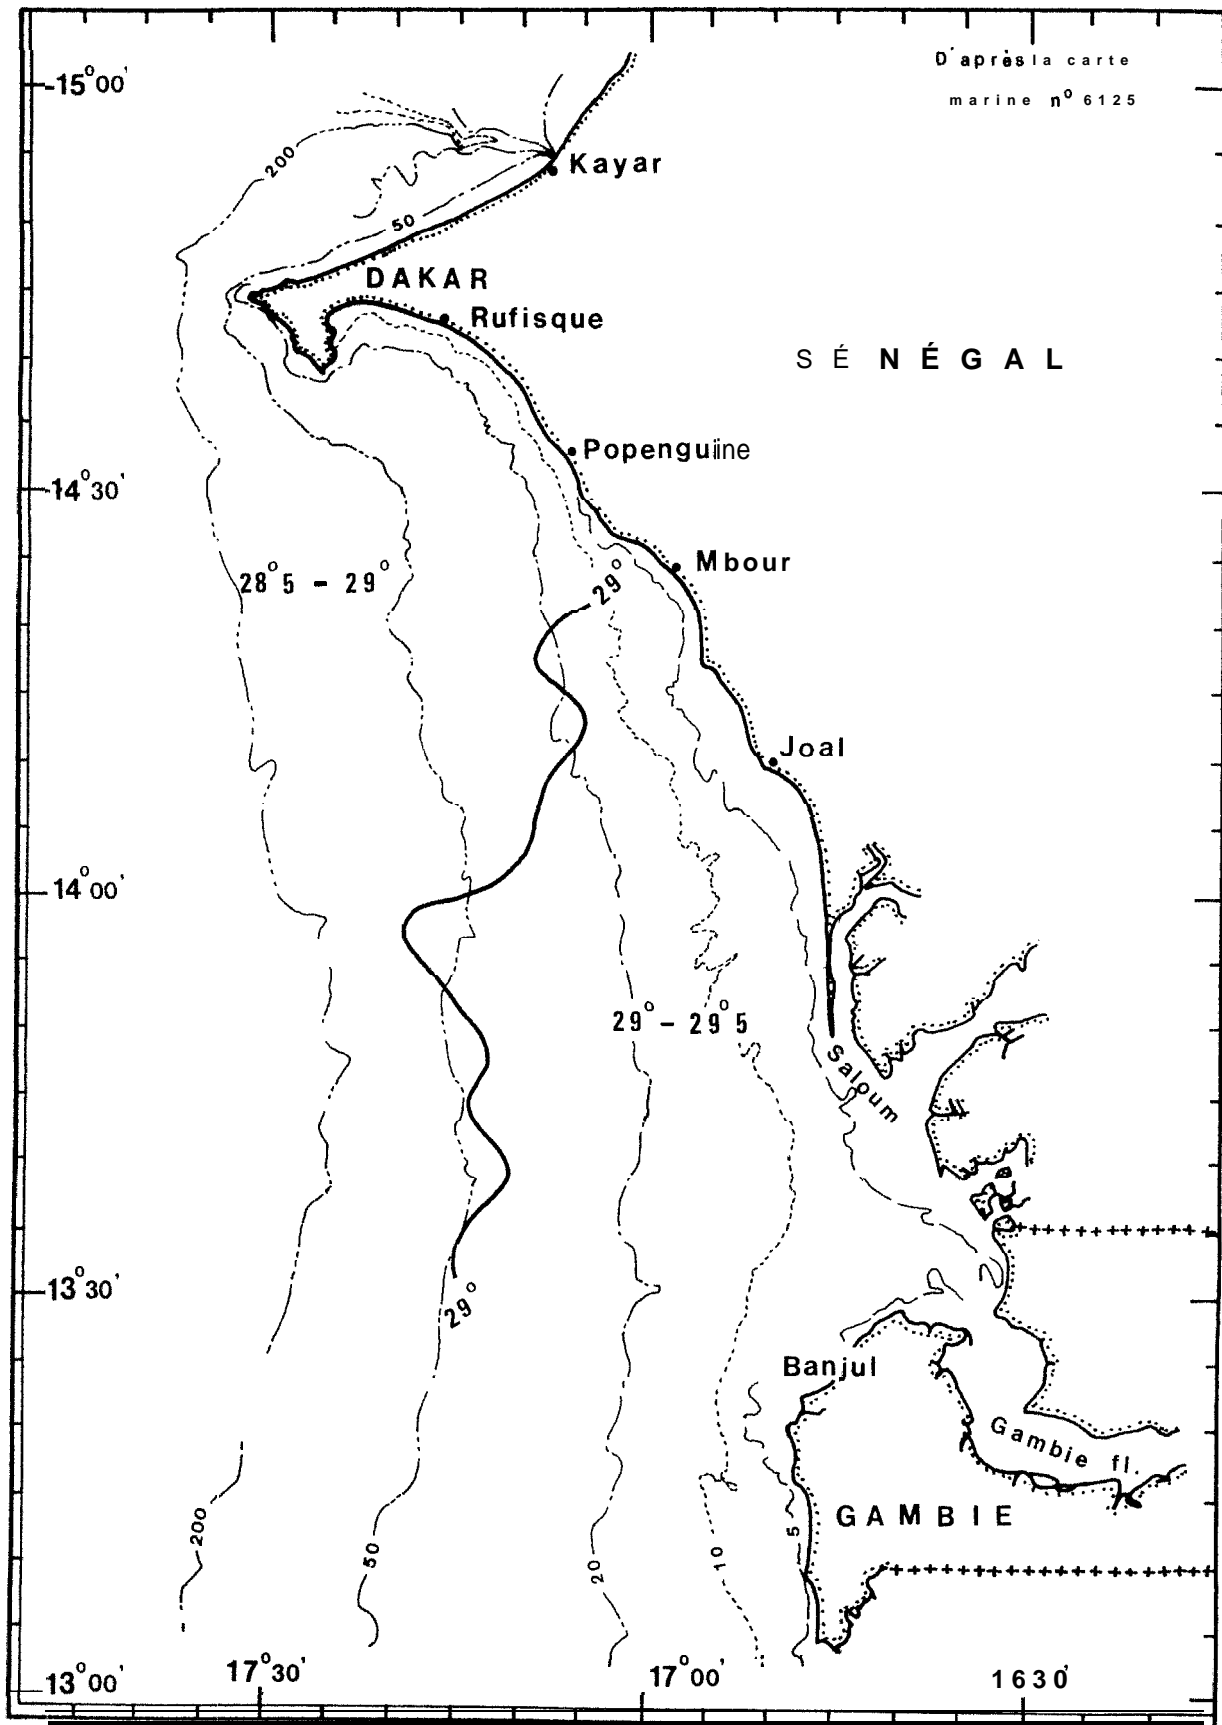 D'après la carte
marine nº 6125
-15°00'
200
Kayar
50
DAKAR
Rufisque
SÉNÉGAL
Popenguiine
-14°30'
28°5 - 29°
Mbour
29°
Joal
14°00'
29° - 29°5
Saloum
13°30'
29°
Banjul
Gambie fl.
GAMBIE
200
50
20
10
5
13°00'
17°30'
17°00'
1630'